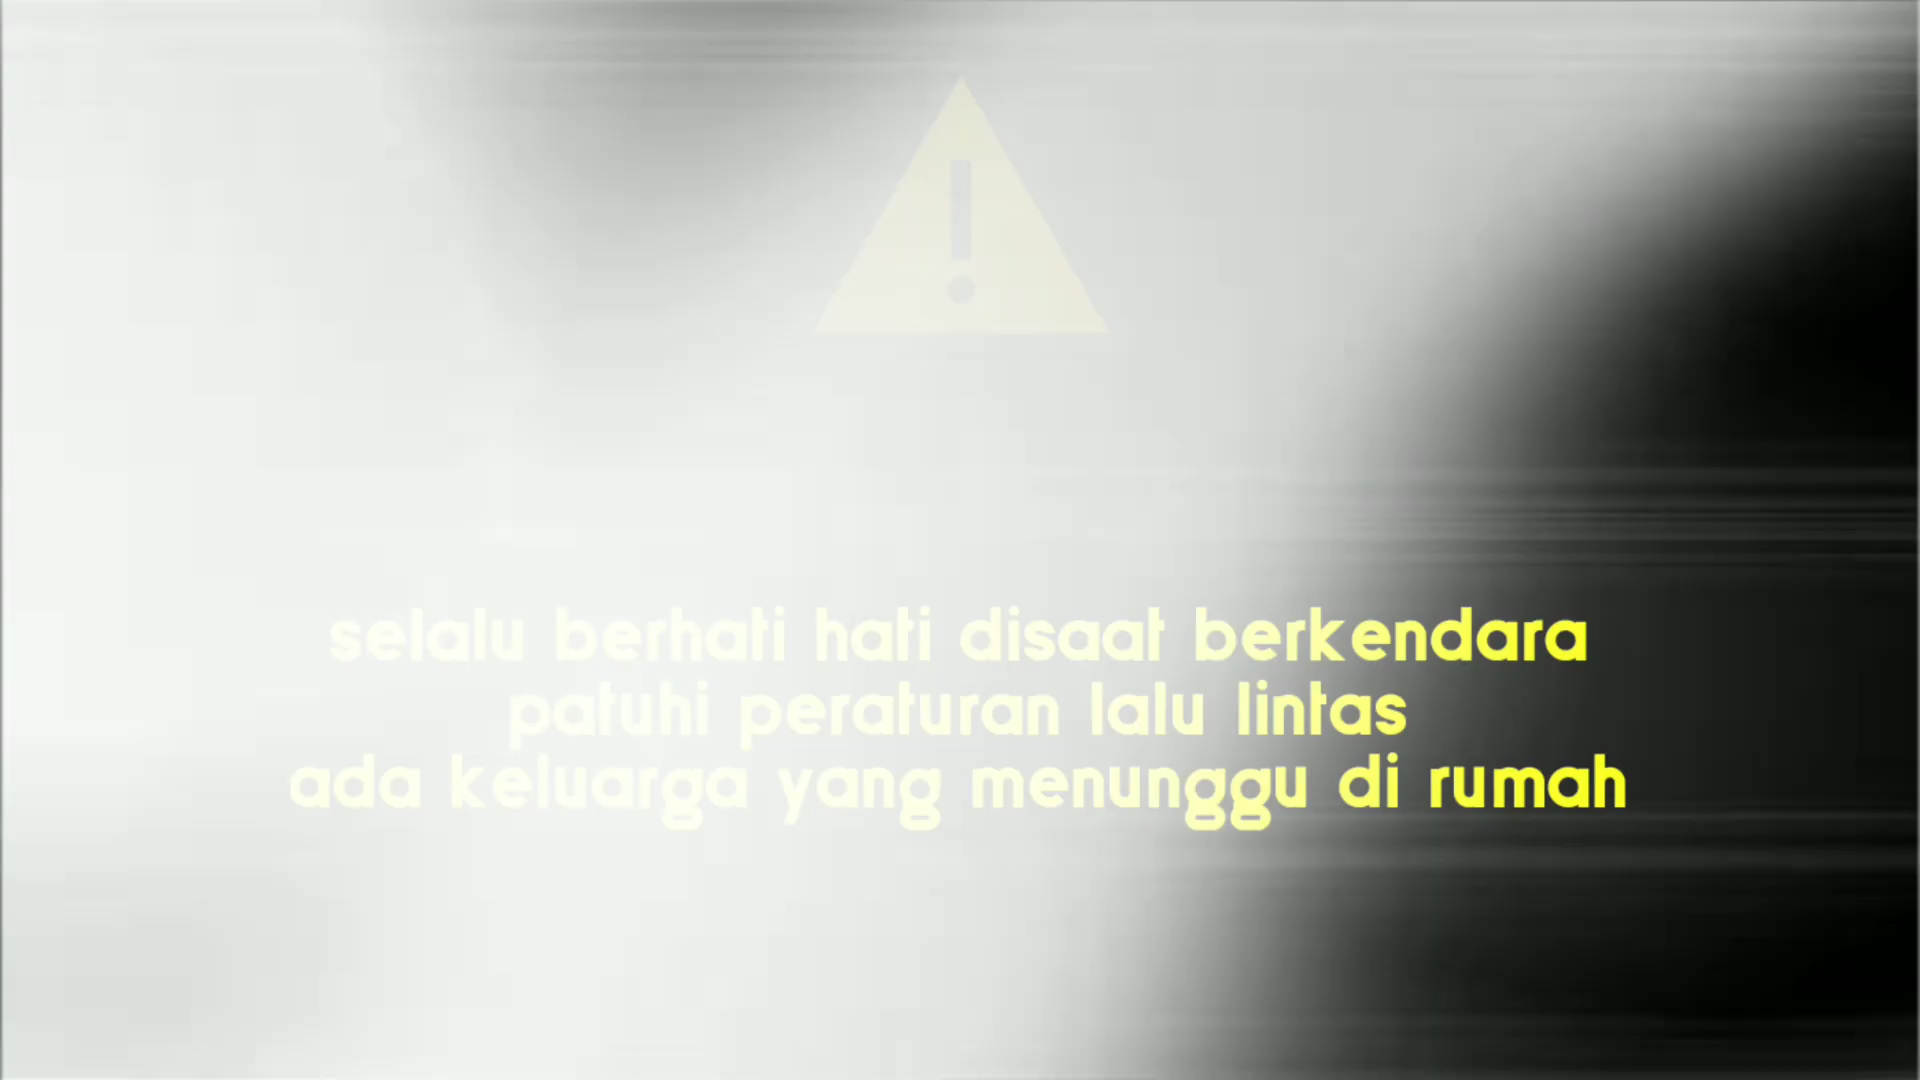 selalu berhati hati disaat berkendara
patuhi peraturan lalu lintas
ada keluarga yang menunggu di rumah